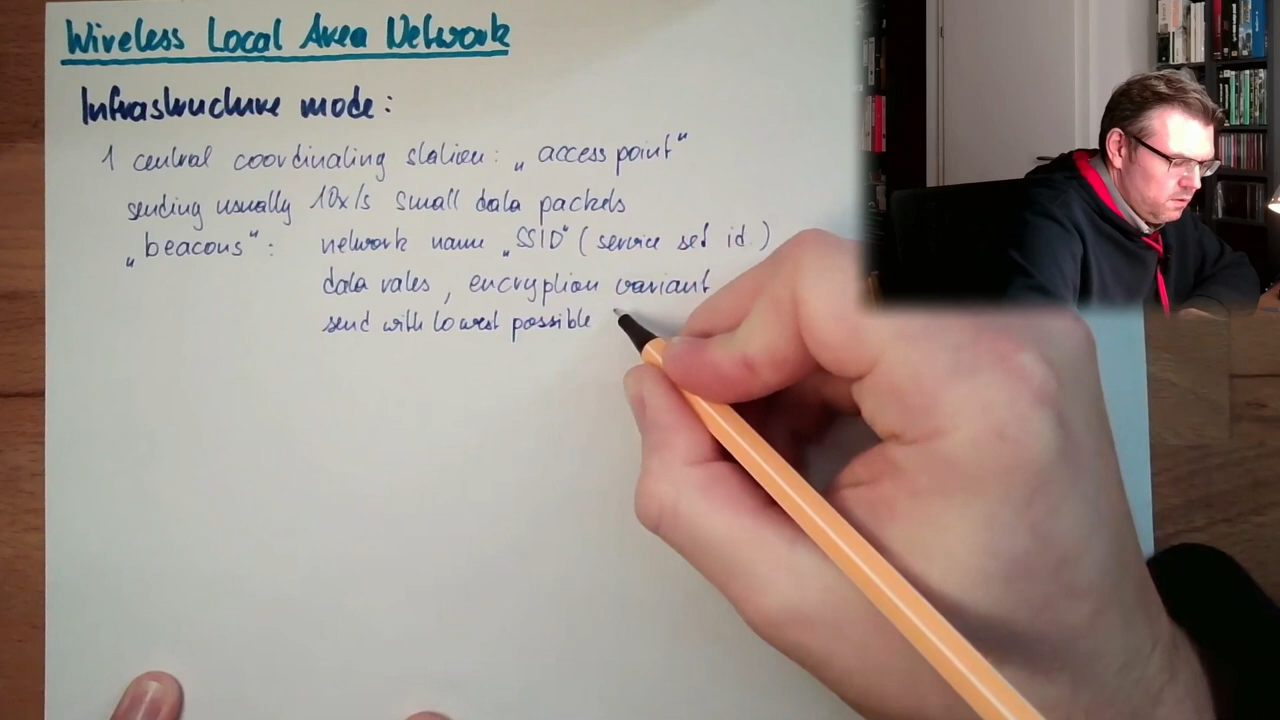 Wireless Local Area Network
Infrastructure mode:
1 central coordinating station: „access point“
sending usually 10x/s small data packets
„beacons“: network name „SSID“ (service set id.)
data rates, encryption variant
send with lowest possible